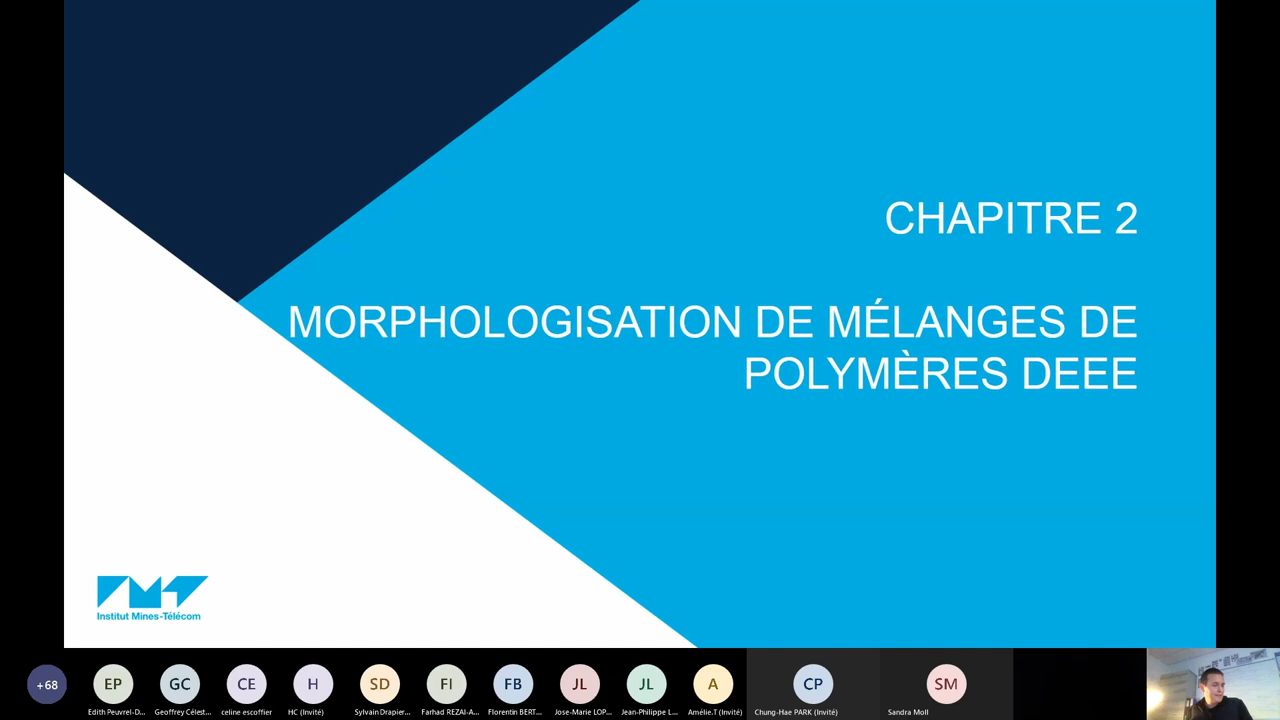 CHAPITRE 2
MORPHOLOGISATION DE MÉLANGES DE
POLYMÈRES DEEE
Institut Mines-Télécom
+68
EP
GC
CE
H
SD
FI
FB
JL
JL
A
CP
SM
Edith Peuvrel-D...
Geoffrey Célest...
celine escoffier
HC (Invité)
Sylvain Drapier...
Farhad REZAI-A...
Florentin BERT...
Jose-Marie LOP...
Jean-Philippe L...
Amélie.T (Invité)
Chung-Hae PARK (Invité)
Sandra Moll